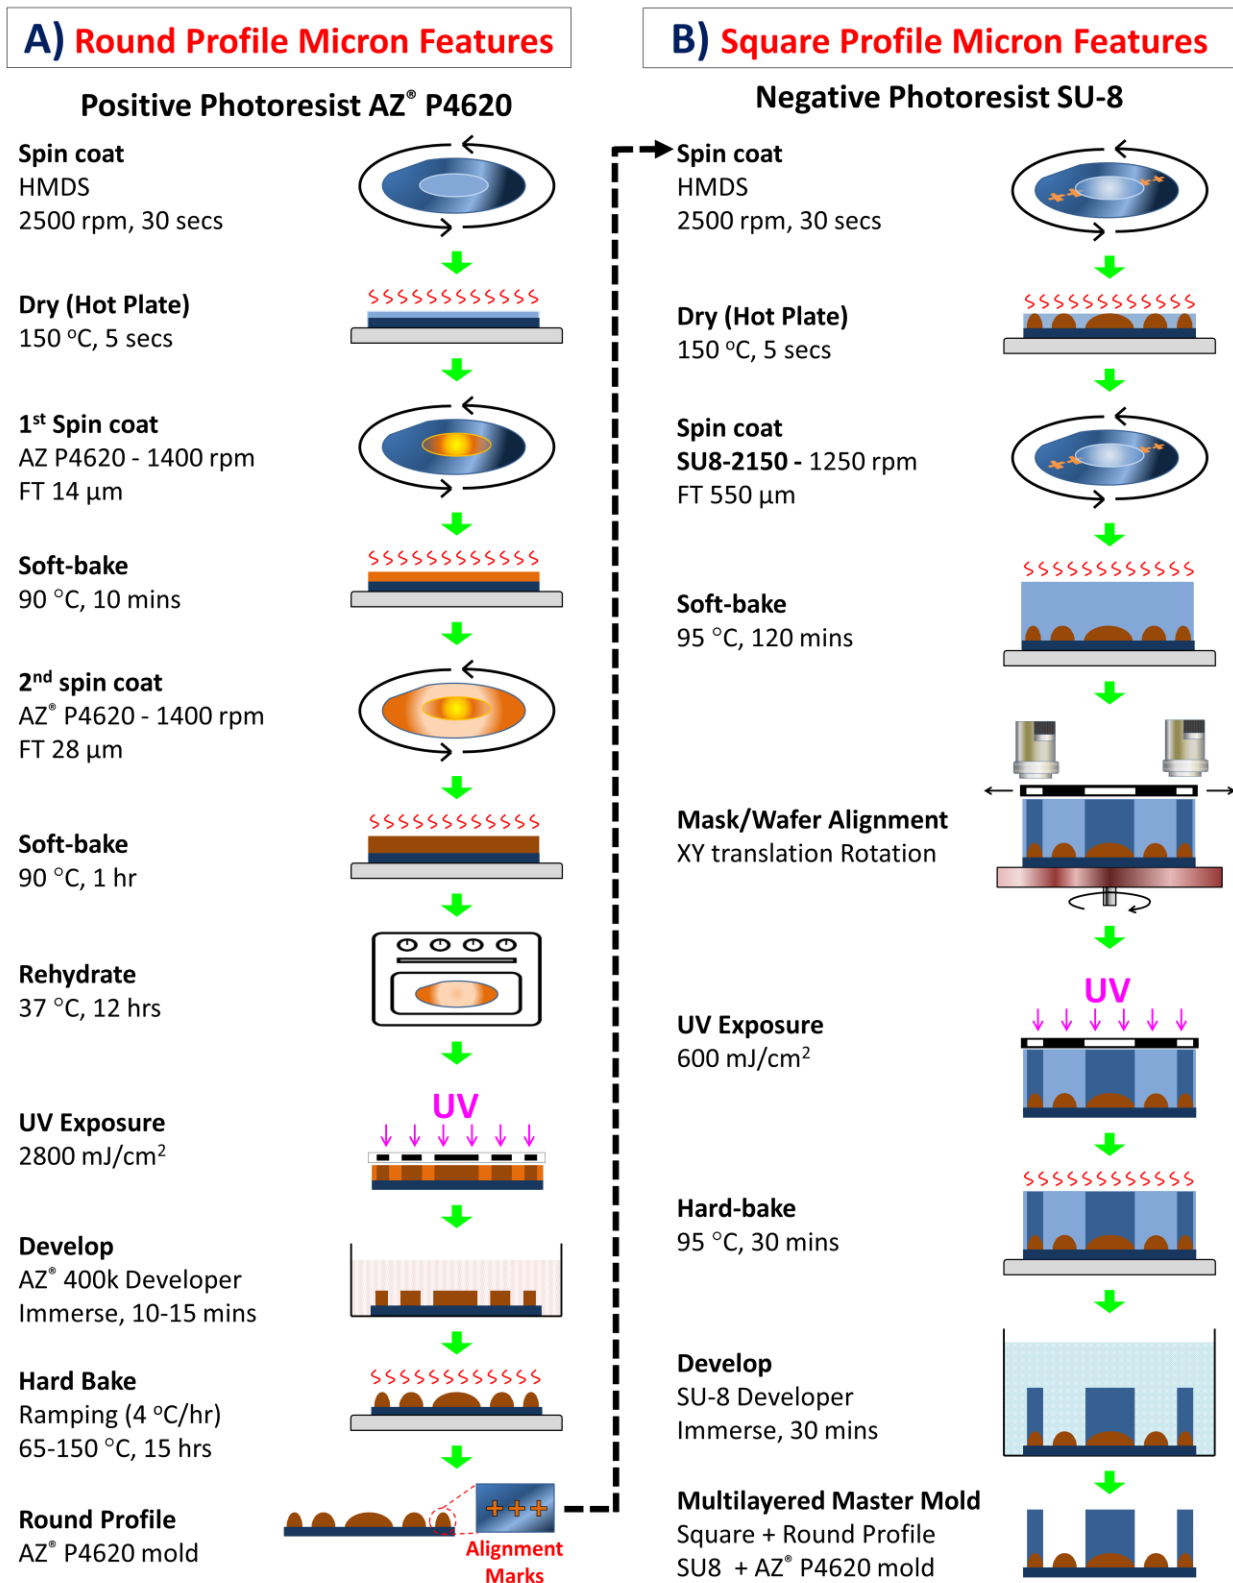 A) Round Profile Micron Features
Positive Photoresist AZ® P4620
Spin coat
HMDS
2500 rpm, 30 secs
Dry (Hot Plate)
150 °C, 5 secs
1st Spin coat
AZ P4620 - 1400 rpm
FT 14 µm
Soft-bake
90 °C, 10 mins
2nd spin coat
AZ® P4620 - 1400 rpm
FT 28 µm
Soft-bake
90 °C, 1 hr
Rehydrate
37 °C, 12 hrs
UV
UV Exposure
2800 mJ/cm²
Develop
AZ® 400k Developer
Immerse, 10-15 mins
Hard Bake
Ramping (4 °C/hr)
65-150 °C, 15 hrs
Round Profile
AZ® P4620 mold
Alignment
Marks
B) Square Profile Micron Features
Negative Photoresist SU-8
Spin coat
HMDS
2500 rpm, 30 secs
Dry (Hot Plate)
150 °C, 5 secs
Spin coat
SU8-2150 - 1250 rpm
FT 550 µm
Soft-bake
95 °C, 120 mins
Mask/Wafer Alignment
XY translation Rotation
UV
UV Exposure
600 mJ/cm²
Hard-bake
95 °C, 30 mins
Develop
SU-8 Developer
Immerse, 30 mins
Multilayered Master Mold
Square + Round Profile
SU8 + AZ® P4620 mold